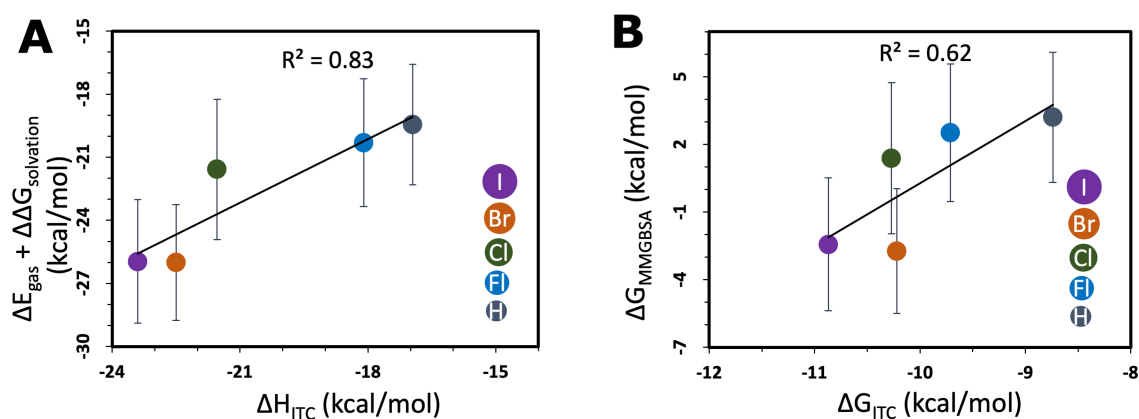 A
R² = 0.83
ΔE_gas + ΔΔG_solvation
(kcal/mol)
-15
-18
-21
-24
-27
-30
-24
-21
-18
-15
ΔH_ITC (kcal/mol)
I
Br
Cl
Fl
H
B
R² = 0.62
ΔG_MMGBSA (kcal/mol)
5
2
-1
-4
-7
-12
-11
-10
-9
-8
ΔG_ITC (kcal/mol)
I
Br
Cl
Fl
H